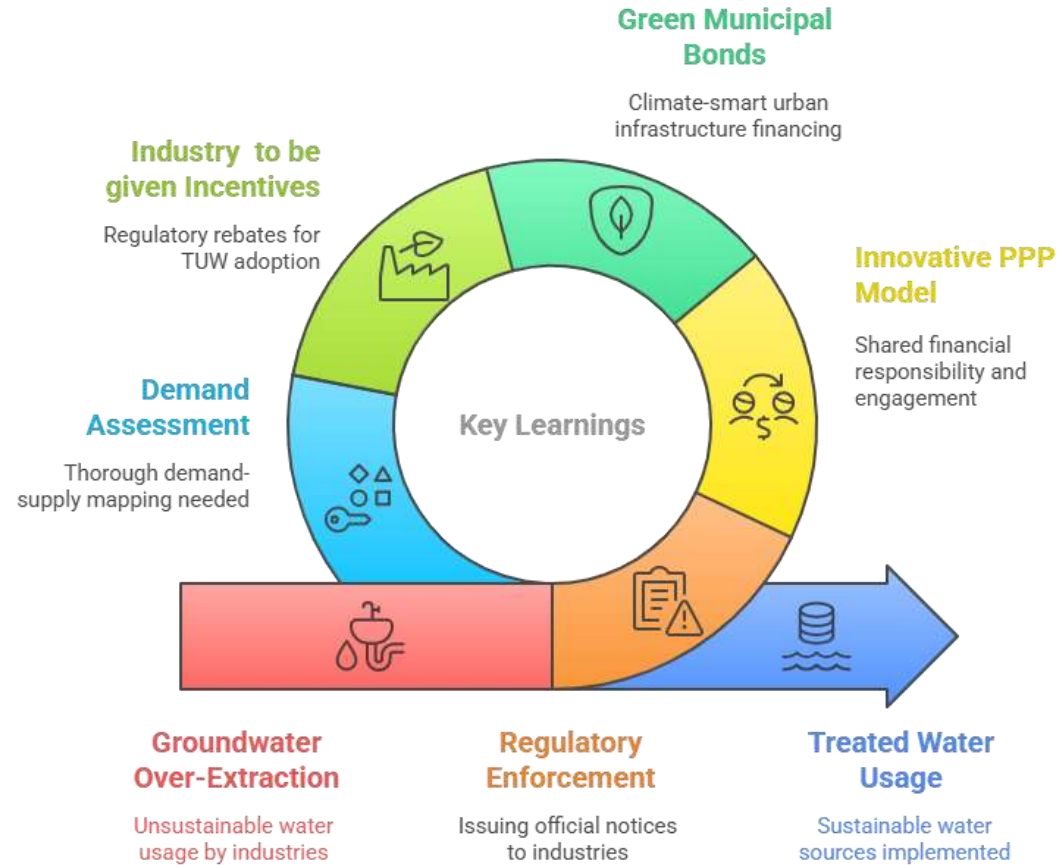 Green Municipal
Bonds
Climate-smart urban
infrastructure financing
Industry to be
given Incentives
Regulatory rebates for
TUW adoption
Innovative PPP
Model
Shared financial
responsibility and
engagement
Demand
Assessment
Thorough demand-
supply mapping needed
Key Learnings
$
Groundwater
Over-Extraction
Unsustainable water
usage by industries
Regulatory
Enforcement
Issuing official notices
to industries
Treated Water
Usage
Sustainable water
sources implemented